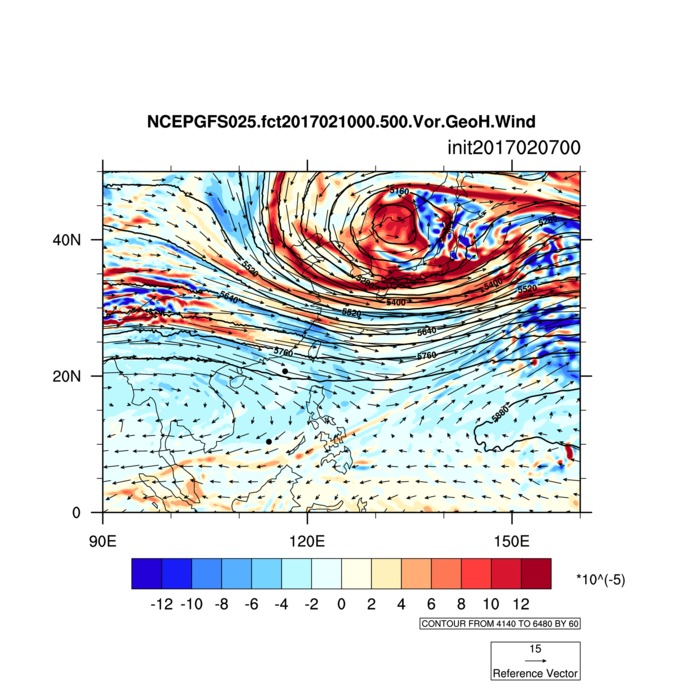 NCEPGFS025.fct2017021000.500.Vor.GeoH.Wind
init2017020700
5160
40N
5520
5400
5640
5520
5400
5520
5640
5760
5760
20N
5880
0
90E 120E 150E
-12 -10 -8 -6 -4 -2 0 2 4 6 8 10 12
*10^(-5)
CONTOUR FROM 4140 TO 6480 BY 60
15
Reference Vector